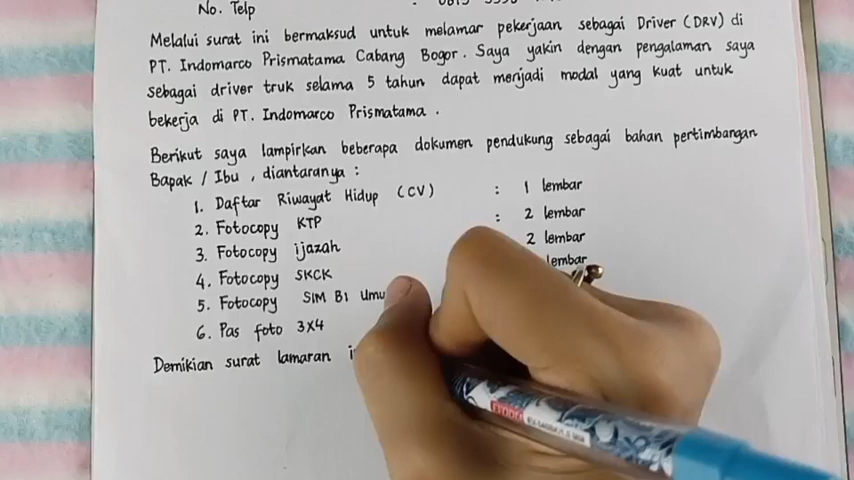 No. Telp :
Melalui surat ini bermaksud untuk melamar pekerjaan sebagai Driver (DRV) di
PT. Indomarco Prismatama Cabang Bogor. Saya yakin dengan pengalaman saya
sebagai driver truk selama 5 tahun dapat menjadi modal yang kuat untuk
bekerja di PT. Indomarco Prismatama.
Berikut saya lampirkan beberapa dokumen pendukung sebagai bahan pertimbangan
Bapak / Ibu, diantaranya :
1. Daftar Riwayat Hidup (CV) : 1 lembar
2. Fotocopy KTP : 2 lembar
3. Fotocopy ijazah 2 lembar
4. Fotocopy SKCK lembar
5. Fotocopy SIM B1
6. Pas foto 3X4
Demikian surat lamaran